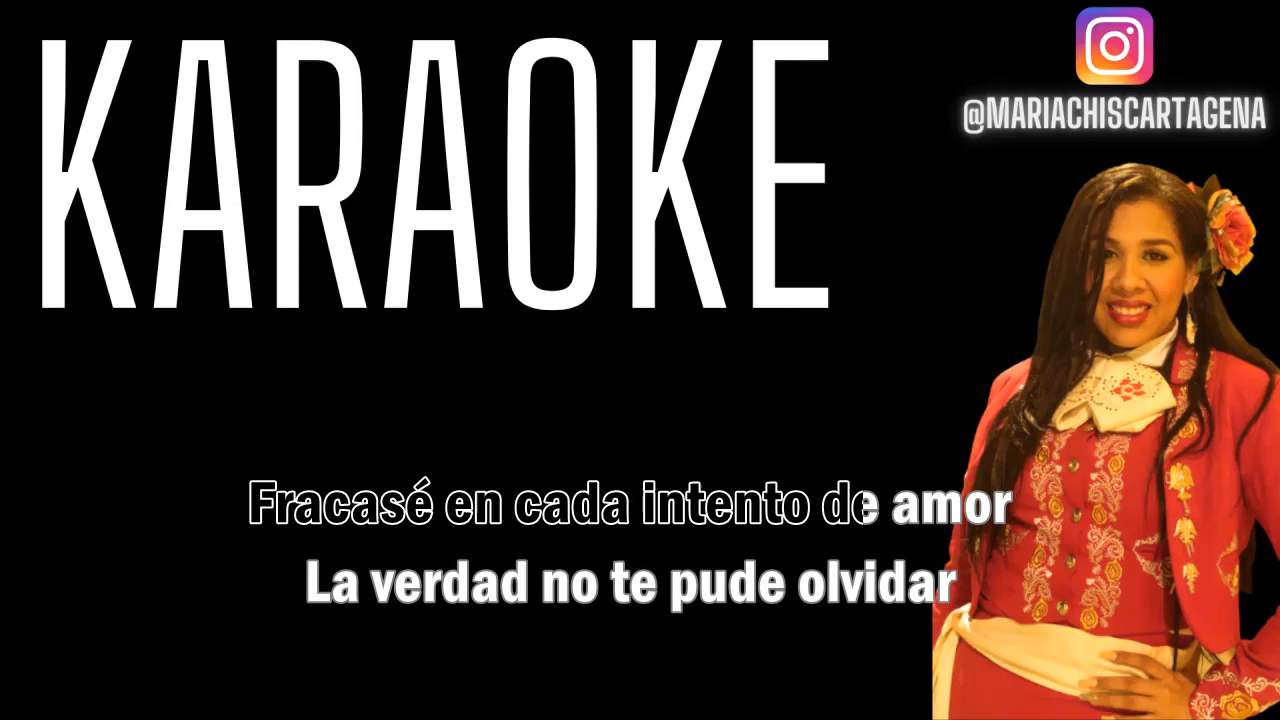 KARAOKE
@MARIACHISCARTAGENA
Fracasé en cada intento de amor
La verdad no te pude olvidar